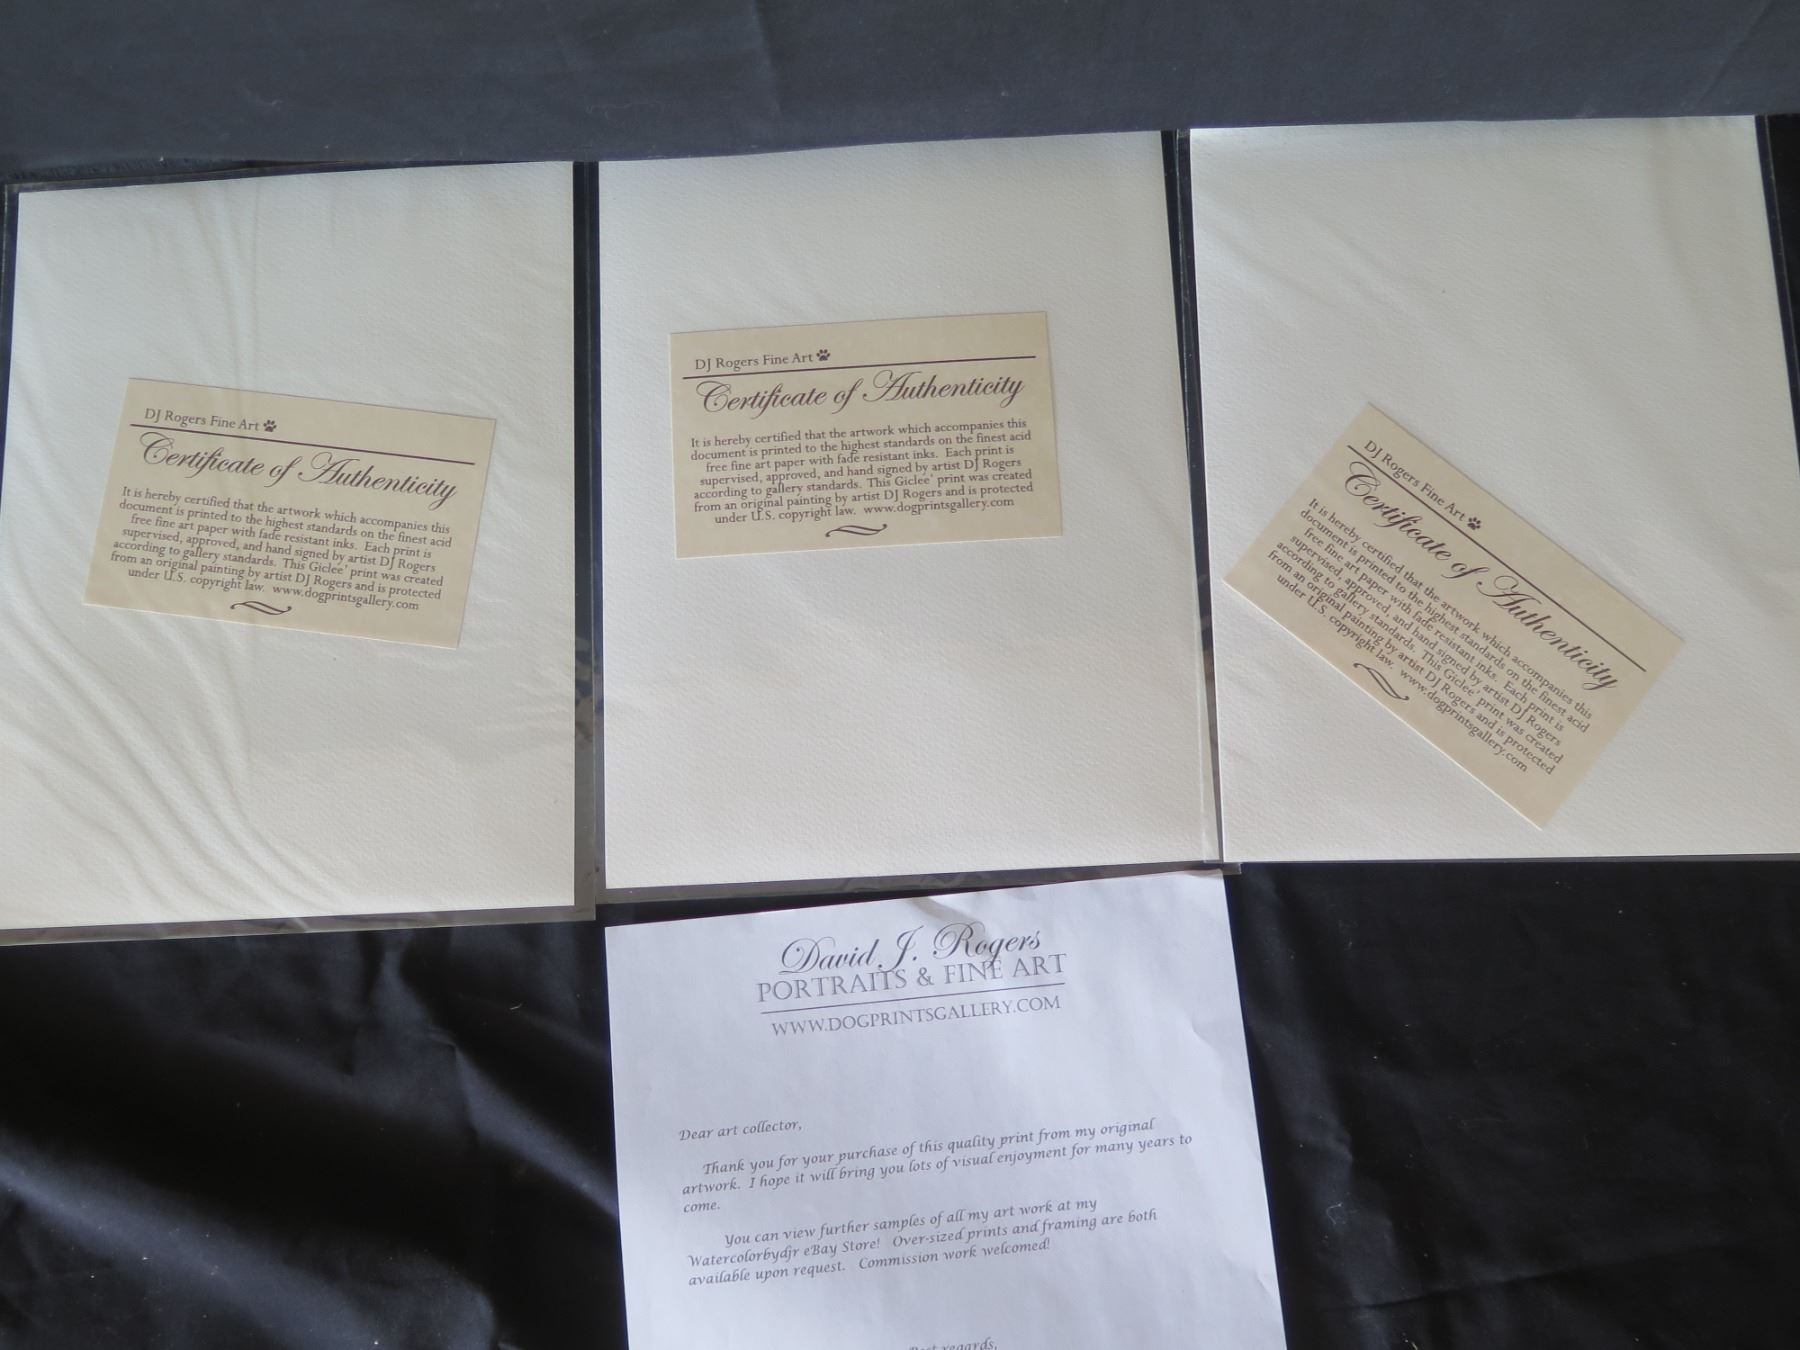 DJ Rogers Fine Art
Certificate of Authenticity
It is hereby certified that the artwork which accompanies this
document is printed to the highest standards on the finest acid
free fine art paper with fade resistant inks. Each print is
supervised, approved, and hand signed by artist DJ Rogers
according to gallery standards. This Giclee' print was created
from an original painting by artist DJ Rogers and is protected
under U.S. copyright law. www.dogprintsgallery.com
DJ Rogers Fine Art
Certificate of Authenticity
It is hereby certified that the artwork which accompanies this
document is printed to the highest standards on the finest acid
free fine art paper with fade resistant inks. Each print is
supervised, approved, and hand signed by artist DJ Rogers
according to gallery standards. This Giclee' print was created
from an original painting by artist DJ Rogers and is protected
under U.S. copyright law. www.dogprintsgallery.com
DJ Rogers Fine Art
Certificate of Authenticity
It is hereby certified that the artwork which accompanies this
document is printed to the highest standards on the finest acid
free fine art paper with fade resistant inks. Each print is
supervised, approved, and hand signed by artist DJ Rogers
according to gallery standards. This Giclee' print was created
from an original painting by artist DJ Rogers and is protected
under U.S. copyright law. www.dogprintsgallery.com
David J. Rogers
PORTRAITS & FINE ART
WWW.DOGPRINTSGALLERY.COM
Dear art collector,
Thank you for your purchase of this quality print from my original
artwork. I hope it will bring you lots of visual enjoyment for many years to
come.
You can view further samples of all my art work at my
Watercolorbydjr eBay Store! Over-sized prints and framing are both
available upon request. Commission work welcomed!
Best regards,